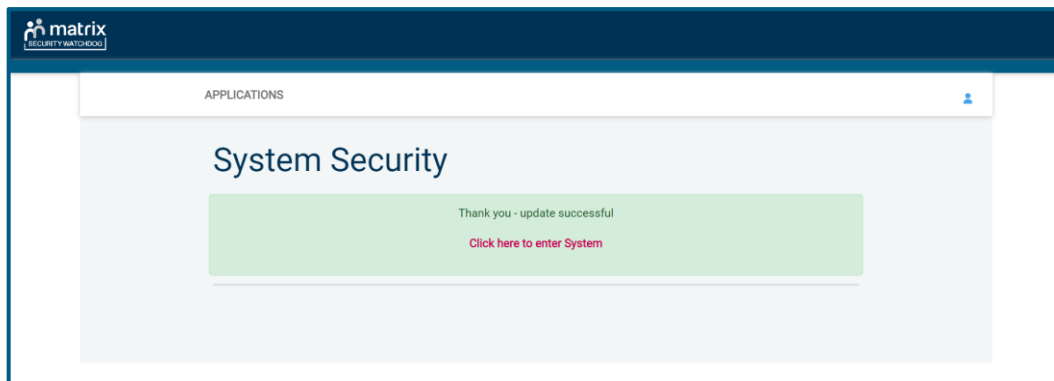 matrix
SECURITY WATCHDOG
APPLICATIONS
System Security
Thank you - update successful
Click here to enter System